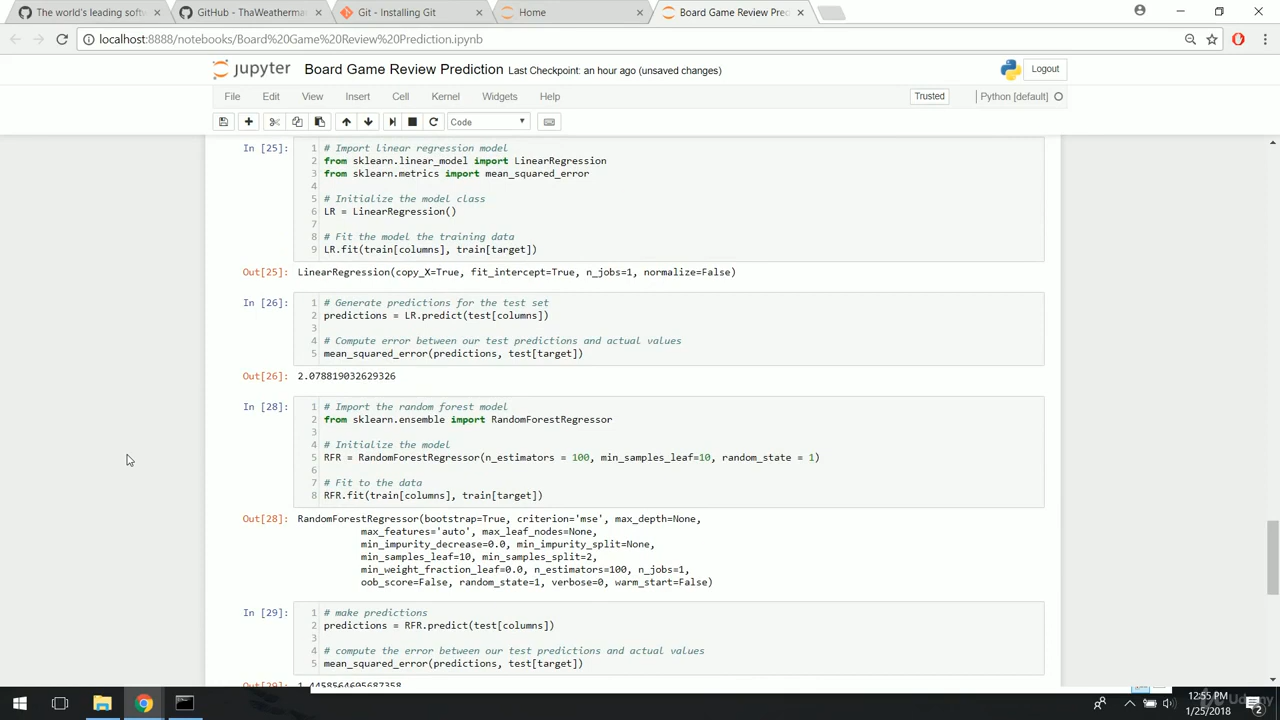 The world's leading softw
GitHub - ThaWeatherma
Git - Installing Git
Home
Board Game Review Pred
localhost:8888/notebooks/Board%20Game%20Review%20Prediction.ipynb
jupyter Board Game Review Prediction Last Checkpoint: an hour ago (unsaved changes)
Logout
File Edit View Insert Cell Kernel Widgets Help
Trusted
Python [default]
Code
In [25]:
1 # Import linear regression model
2 from sklearn.linear_model import LinearRegression
3 from sklearn.metrics import mean_squared_error
4
5 # Initialize the model class
6 LR = LinearRegression()
7
8 # Fit the model the training data
9 LR.fit(train[columns], train[target])
Out[25]: LinearRegression(copy_X=True, fit_intercept=True, n_jobs=1, normalize=False)
In [26]:
1 # Generate predictions for the test set
2 predictions = LR.predict(test[columns])
3
4 # Compute error between our test predictions and actual values
5 mean_squared_error(predictions, test[target])
Out[26]: 2.078819032629326
In [28]:
1 # Import the random forest model
2 from sklearn.ensemble import RandomForestRegressor
3
4 # Initialize the model
5 RFR = RandomForestRegressor(n_estimators = 100, min_samples_leaf=10, random_state = 1)
6
7 # Fit to the data
8 RFR.fit(train[columns], train[target])
Out[28]: RandomForestRegressor(bootstrap=True, criterion='mse', max_depth=None,
max_features='auto', max_leaf_nodes=None,
min_impurity_decrease=0.0, min_impurity_split=None,
min_samples_leaf=10, min_samples_split=2,
min_weight_fraction_leaf=0.0, n_estimators=100, n_jobs=1,
oob_score=False, random_state=1, verbose=0, warm_start=False)
In [29]:
1 # make predictions
2 predictions = RFR.predict(test[columns])
3
4 # compute the error between our test predictions and actual values
5 mean_squared_error(predictions, test[target])
Out[29]: 1.4458564605687358
12:55 PM
1/25/2018
2
Udemy